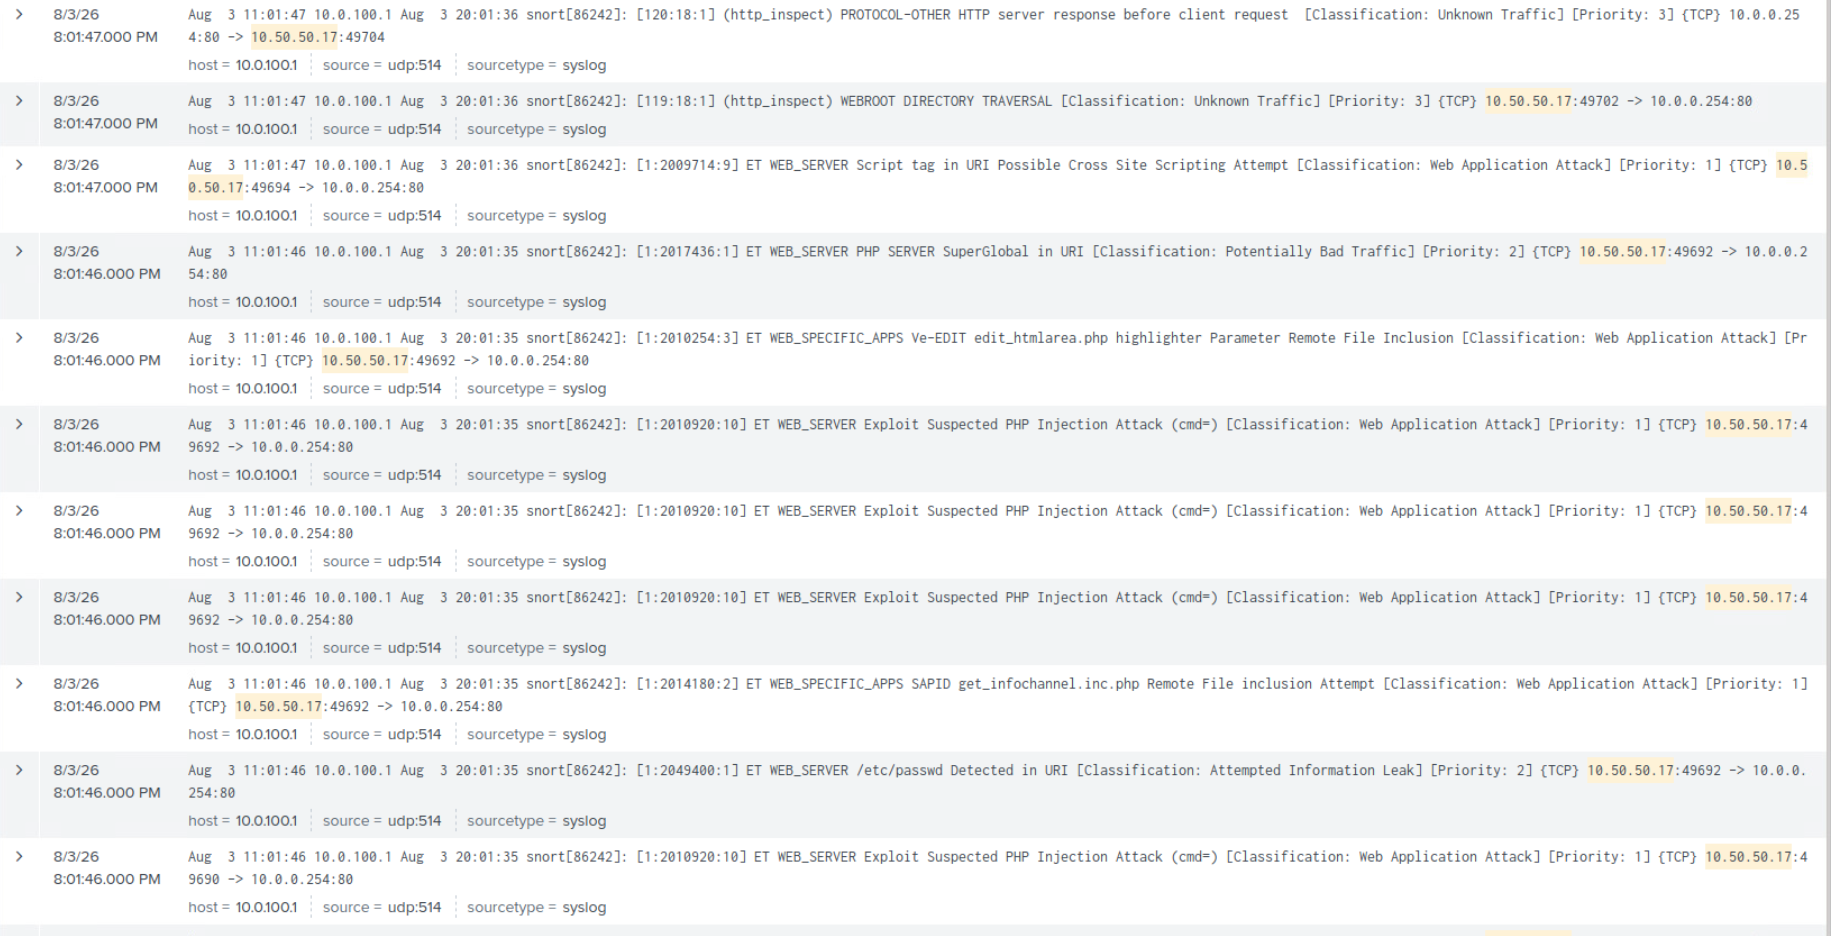 8/3/26 Aug  3 11:01:47 10.0.100.1 Aug  3 20:01:36 snort[86242]: [120:18:1] (http_inspect) PROTOCOL-OTHER HTTP server response before client request  [Classification: Unknown Traffic] [Priority: 3] {TCP} 10.0.0.25
8:01:47.000 PM 4:80 -> 10.50.50.17:49704
host = 10.0.100.1 source = udp:514 sourcetype = syslog
8/3/26 Aug  3 11:01:47 10.0.100.1 Aug  3 20:01:36 snort[86242]: [119:18:1] (http_inspect) WEBROOT DIRECTORY TRAVERSAL [Classification: Unknown Traffic] [Priority: 3] {TCP} 10.50.50.17:49702 -> 10.0.0.254:80
8:01:47.000 PM host = 10.0.100.1 source = udp:514 sourcetype = syslog
8/3/26 Aug  3 11:01:47 10.0.100.1 Aug  3 20:01:36 snort[86242]: [1:2009714:9] ET WEB_SERVER Script tag in URI Possible Cross Site Scripting Attempt [Classification: Web Application Attack] [Priority: 1] {TCP} 10.5
8:01:47.000 PM 0.50.17:49694 -> 10.0.0.254:80
host = 10.0.100.1 source = udp:514 sourcetype = syslog
8/3/26 Aug  3 11:01:46 10.0.100.1 Aug  3 20:01:35 snort[86242]: [1:2017436:1] ET WEB_SERVER PHP SERVER SuperGlobal in URI [Classification: Potentially Bad Traffic] [Priority: 2] {TCP} 10.50.50.17:49692 -> 10.0.0.2
8:01:46.000 PM 54:80
host = 10.0.100.1 source = udp:514 sourcetype = syslog
8/3/26 Aug  3 11:01:46 10.0.100.1 Aug  3 20:01:35 snort[86242]: [1:2010254:3] ET WEB_SPECIFIC_APPS Ve-EDIT edit_htmlarea.php highlighter Parameter Remote File Inclusion [Classification: Web Application Attack] [Pr
8:01:46.000 PM iority: 1] {TCP} 10.50.50.17:49692 -> 10.0.0.254:80
host = 10.0.100.1 source = udp:514 sourcetype = syslog
8/3/26 Aug  3 11:01:46 10.0.100.1 Aug  3 20:01:35 snort[86242]: [1:2010920:10] ET WEB_SERVER Exploit Suspected PHP Injection Attack (cmd=) [Classification: Web Application Attack] [Priority: 1] {TCP} 10.50.50.17:4
8:01:46.000 PM 9692 -> 10.0.0.254:80
host = 10.0.100.1 source = udp:514 sourcetype = syslog
8/3/26 Aug  3 11:01:46 10.0.100.1 Aug  3 20:01:35 snort[86242]: [1:2010920:10] ET WEB_SERVER Exploit Suspected PHP Injection Attack (cmd=) [Classification: Web Application Attack] [Priority: 1] {TCP} 10.50.50.17:4
8:01:46.000 PM 9692 -> 10.0.0.254:80
host = 10.0.100.1 source = udp:514 sourcetype = syslog
8/3/26 Aug  3 11:01:46 10.0.100.1 Aug  3 20:01:35 snort[86242]: [1:2010920:10] ET WEB_SERVER Exploit Suspected PHP Injection Attack (cmd=) [Classification: Web Application Attack] [Priority: 1] {TCP} 10.50.50.17:4
8:01:46.000 PM 9692 -> 10.0.0.254:80
host = 10.0.100.1 source = udp:514 sourcetype = syslog
8/3/26 Aug  3 11:01:46 10.0.100.1 Aug  3 20:01:35 snort[86242]: [1:2014180:2] ET WEB_SPECIFIC_APPS SAPID get_infochannel.inc.php Remote File inclusion Attempt [Classification: Web Application Attack] [Priority: 1]
8:01:46.000 PM {TCP} 10.50.50.17:49692 -> 10.0.0.254:80
host = 10.0.100.1 source = udp:514 sourcetype = syslog
8/3/26 Aug  3 11:01:46 10.0.100.1 Aug  3 20:01:35 snort[86242]: [1:2049400:1] ET WEB_SERVER /etc/passwd Detected in URI [Classification: Attempted Information Leak] [Priority: 2] {TCP} 10.50.50.17:49692 -> 10.0.0.
8:01:46.000 PM 254:80
host = 10.0.100.1 source = udp:514 sourcetype = syslog
8/3/26 Aug  3 11:01:46 10.0.100.1 Aug  3 20:01:35 snort[86242]: [1:2010920:10] ET WEB_SERVER Exploit Suspected PHP Injection Attack (cmd=) [Classification: Web Application Attack] [Priority: 1] {TCP} 10.50.50.17:4
8:01:46.000 PM 9690 -> 10.0.0.254:80
host = 10.0.100.1 source = udp:514 sourcetype = syslog